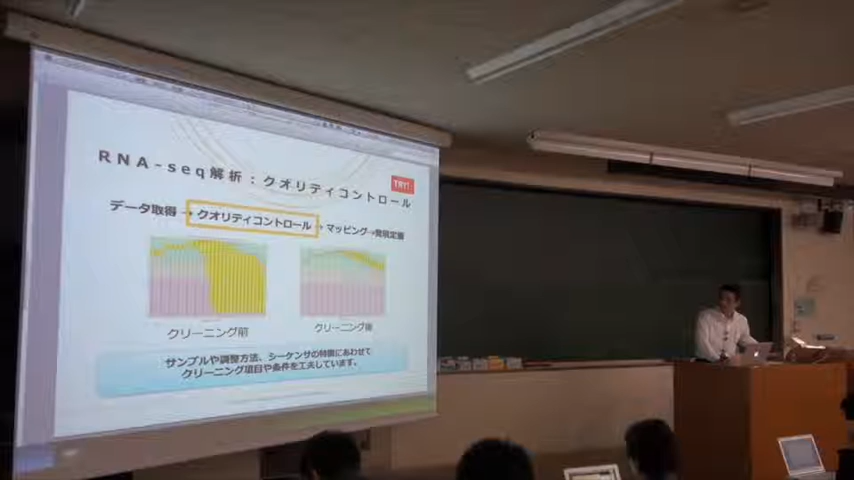 RNA-seq解析：クオリティコントロール
TRY!
データ取得→クオリティコントロール→マッピング→発現定量
クリーニング前
クリーニング後
サンプルや調整方法、シーケンサの特徴にあわせて
クリーニング項目や条件を工夫しています。